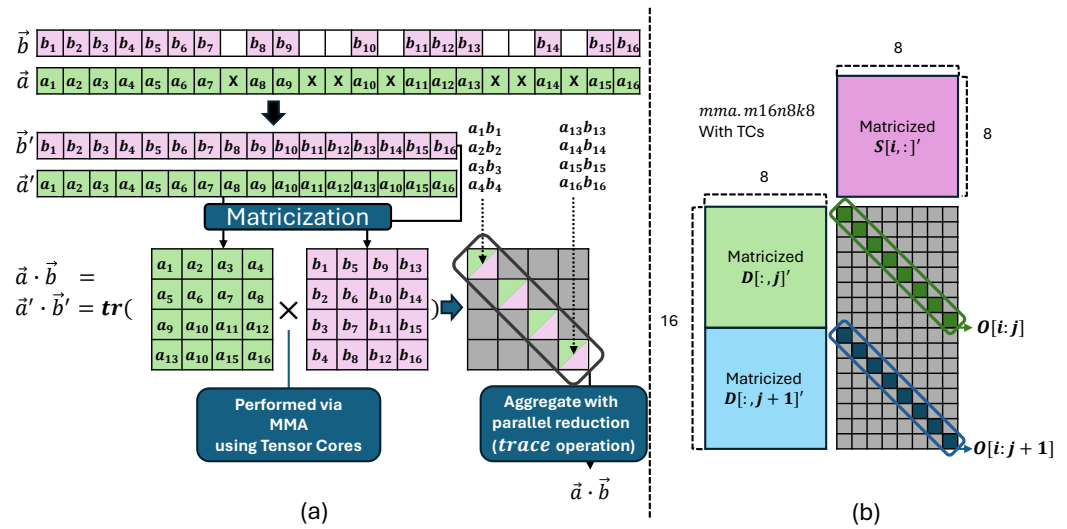 b⃗ b₁ b₂ b₃ b₄ b₅ b₆ b₇ b₈ b₉ b₁₀ b₁₁ b₁₂ b₁₃ b₁₄ b₁₅ b₁₆
a⃗ a₁ a₂ a₃ a₄ a₅ a₆ a₇ X a₈ a₉ X X a₁₀ X a₁₁ a₁₂ a₁₃ X X a₁₄ X a₁₅ a₁₆
b⃗′ b₁ b₂ b₃ b₄ b₅ b₆ b₇ b₈ b₉ b₁₀ b₁₁ b₁₂ b₁₃ b₁₄ b₁₅ b₁₆
a⃗′ a₁ a₂ a₃ a₄ a₅ a₆ a₇ a₈ a₉ a₁₀ a₁₁ a₁₂ a₁₃ a₁₀ a₁₅ a₁₆
a₁b₁
a₂b₂
a₃b₃
a₄b₄
a₁₃b₁₃
a₁₄b₁₄
a₁₅b₁₅
a₁₆b₁₆
Matricization
a⃗ · b⃗ =
a⃗′ · b⃗′ = tr(
a₁ a₂ a₃ a₄
a₅ a₆ a₇ a₈
a₉ a₁₀ a₁₁ a₁₂
a₁₃ a₁₀ a₁₅ a₁₆
×
b₁ b₅ b₉ b₁₃
b₂ b₆ b₁₀ b₁₄
b₃ b₇ b₁₁ b₁₅
b₄ b₈ b₁₂ b₁₆
)
Performed via
MMA
using Tensor Cores
Aggregate with
parallel reduction
(trace operation)
a⃗ · b⃗
(a)
8
mma.m16n8k8
With TCs
Matricized
S[i, :]′
8
8
Matricized
D[:, j]′
16
O[i: j]
Matricized
D[:, j + 1]′
O[i: j + 1]
(b)